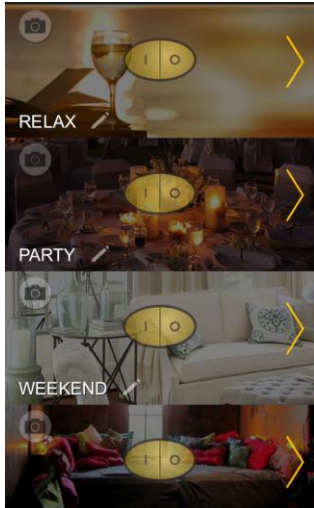 I O
RELAX
I O
PARTY
I O
WEEKEND
I O